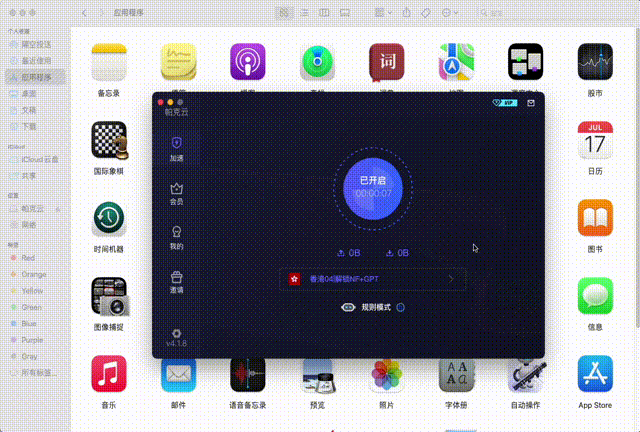 应用程序
个人收藏
隔空投送
最近使用
应用程序
桌面
文稿
下载
iCloud
iCloud 云盘
共享
位置
帕克云
网络
标签
Red
Orange
Yellow
Green
Blue
Purple
Gray
所有标签...
备忘录
词
股市
国际象棋
JUL
17
日历
时间机器
图书
图像捕捉
信息
音乐
邮件
语音备忘录
预览
照片
字体册
自动操作
App Store
帕克云
VIP
加速
会员
我的
邀请
v4.1.8
已开启
00:00:07
0B
0B
香港04|解锁NF+GPT
规则模式